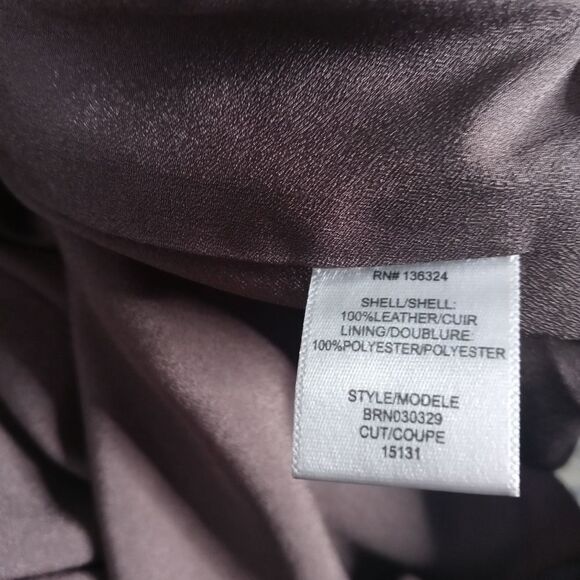 RN# 136324
SHELL/SHELL:
100%LEATHER/CUIR
LINING/DOUBLURE:
100%POLYESTER/POLYESTER
STYLE/MODELE
BRN030329
CUT/COUPE
15131